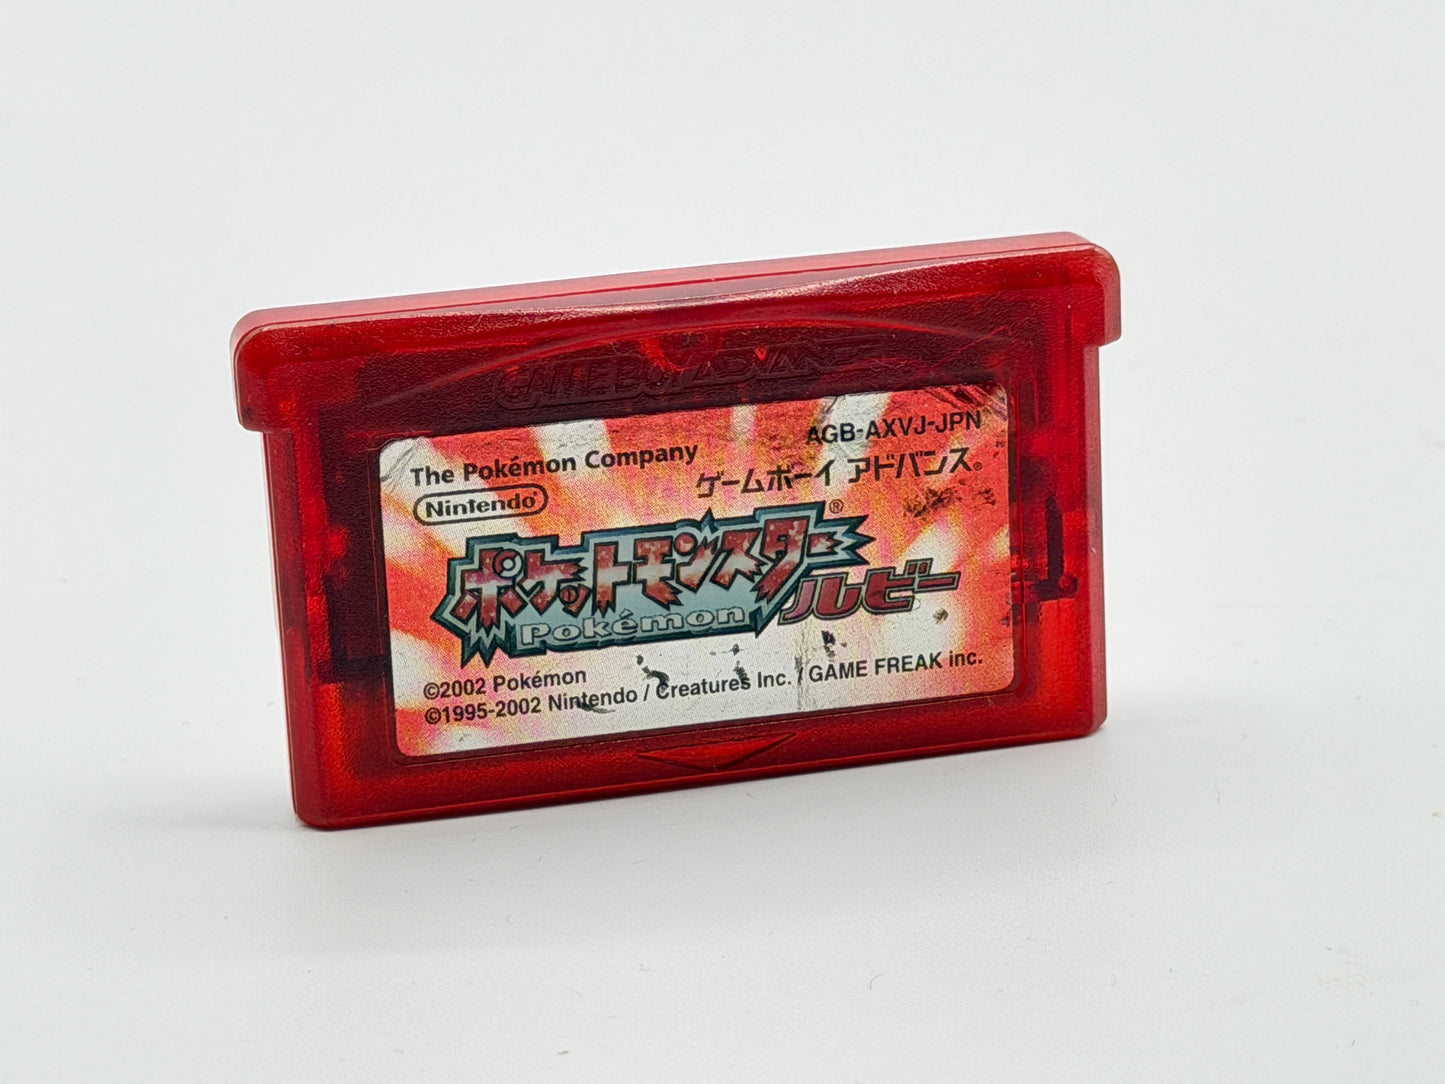 GAME BOY ADVANCE
AGB-AXVJ-JPN
The Pokémon Company
ゲームボーイ アドバンス®
Nintendo®
ポケットモンスター®
ルビー
Pokémon
©2002 Pokémon
©1995-2002 Nintendo / Creatures Inc. / GAME FREAK inc.